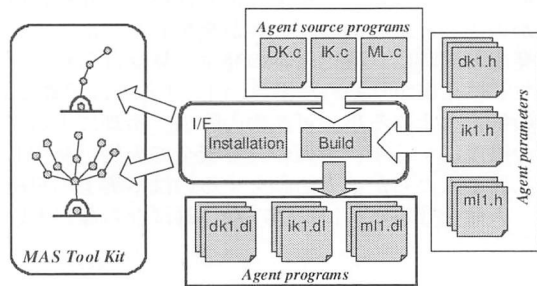 Agent source programs
DK.c
IK.c
ML.c
I/F
Installation
Build
dk1.h
ik1.h
ml1.h
Agent parameters
dk1.dl
ik1.dl
ml1.dl
Agent programs
MAS Tool Kit